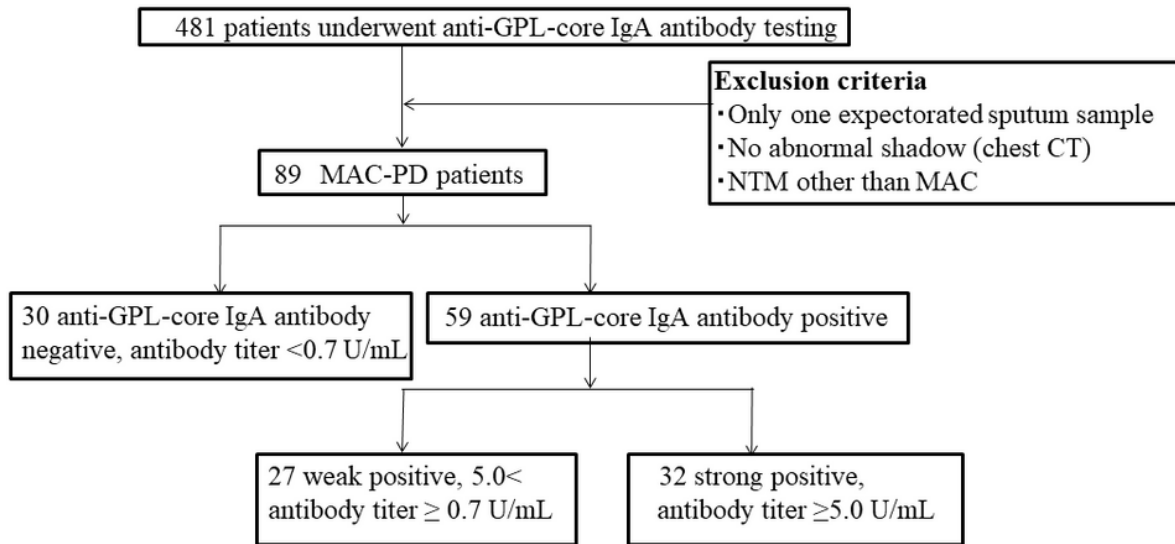 481 patients underwent anti-GPL-core IgA antibody testing
Exclusion criteria
・Only one expectorated sputum sample
・No abnormal shadow (chest CT)
・NTM other than MAC
89 MAC-PD patients
30 anti-GPL-core IgA antibody
negative, antibody titer <0.7 U/mL
59 anti-GPL-core IgA antibody positive
27 weak positive, 5.0<
antibody titer ≥ 0.7 U/mL
32 strong positive,
antibody titer ≥5.0 U/mL